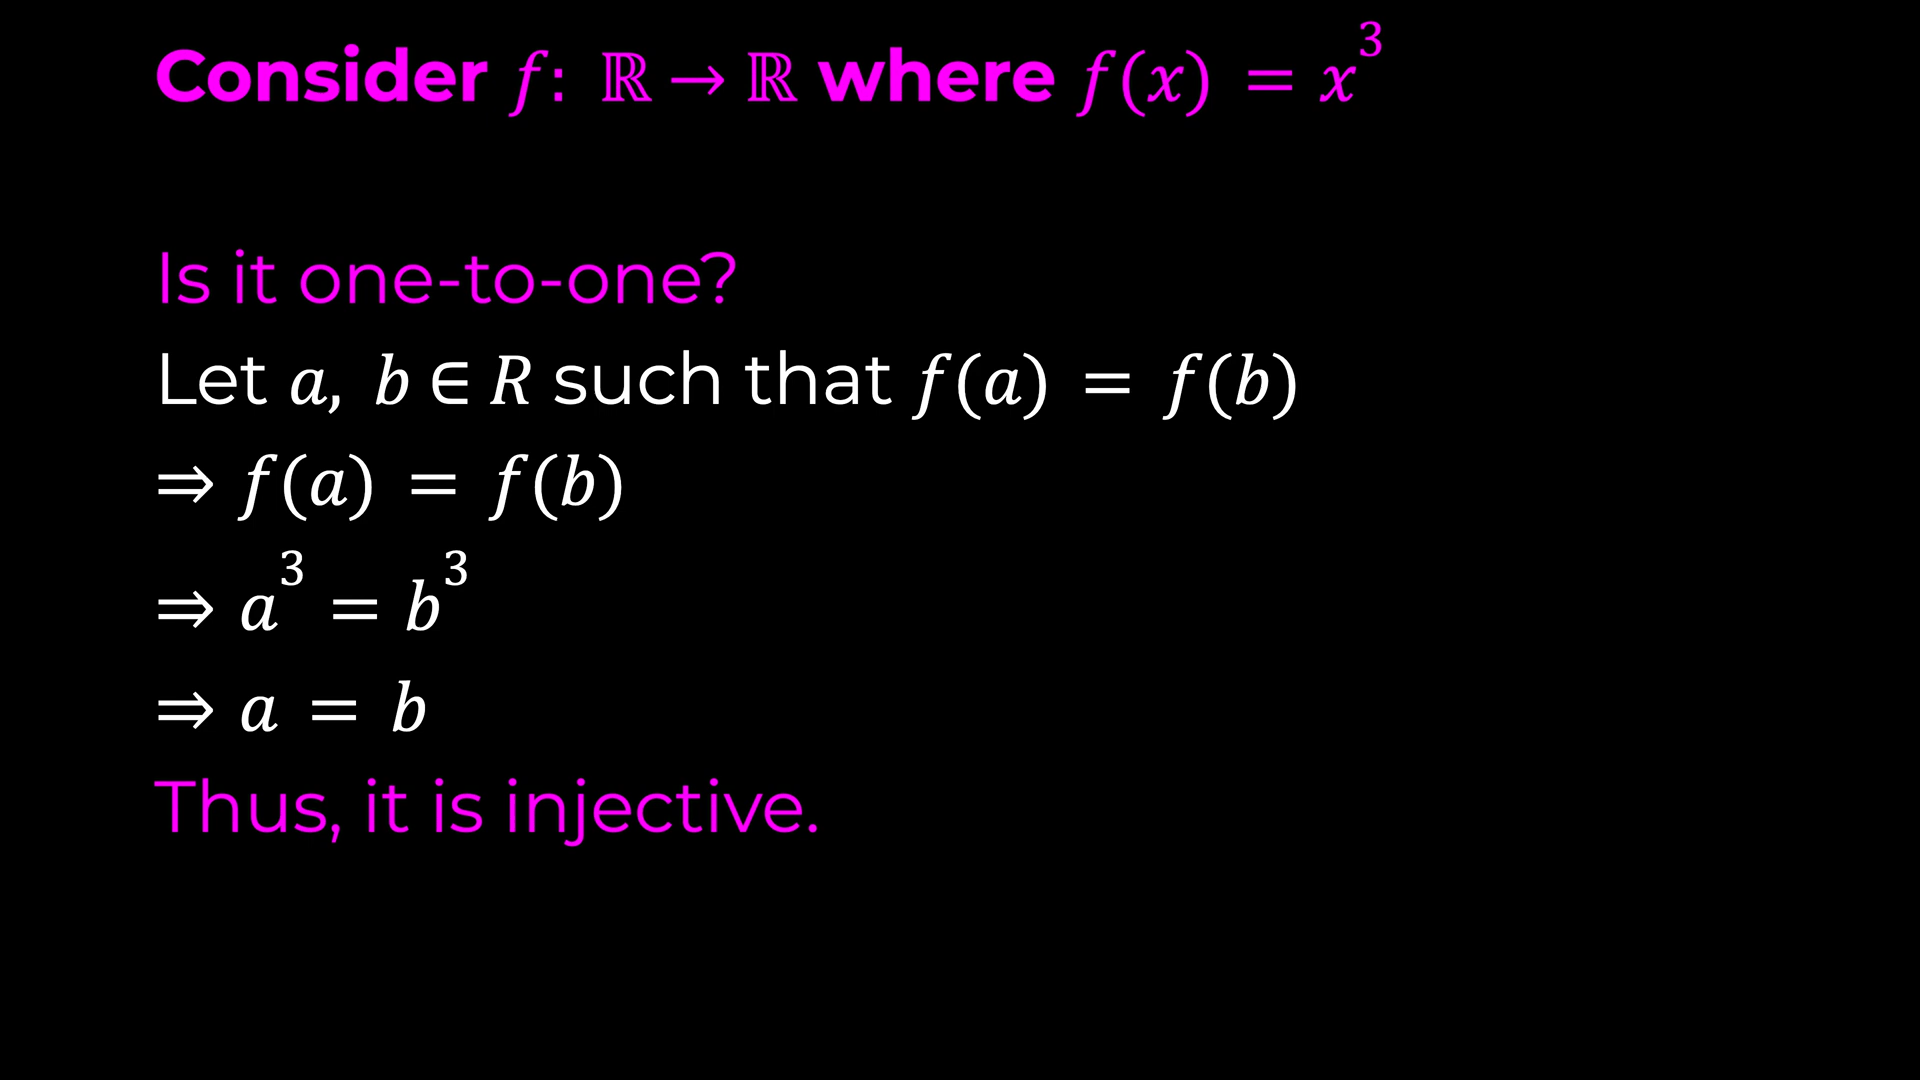 Consider f: ℝ → ℝ where f(x) = x³
Is it one-to-one?
Let a, b ∈ R such that f(a) = f(b)
⇒ f(a) = f(b)
⇒ a³ = b³
⇒ a = b
Thus, it is injective.